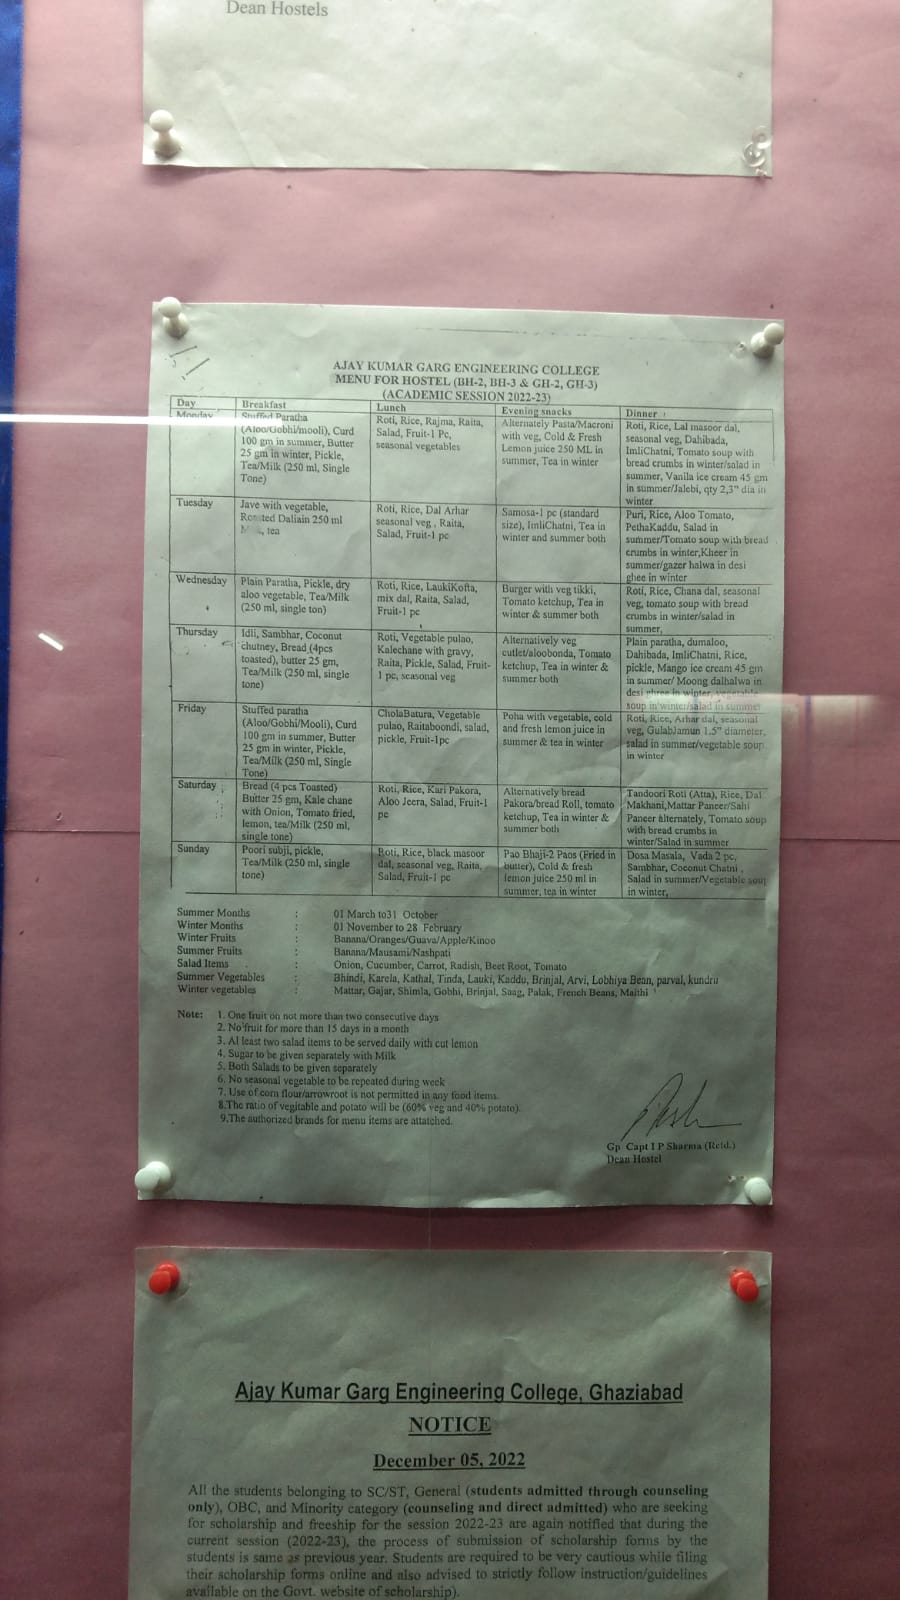 Dean Hostels
AJAY KUMAR GARG ENGINEERING COLLEGE
MENU FOR HOSTEL (BH-2, BH-3 & GH-2, GH-3)
(ACADEMIC SESSION 2022-23)
Day Breakfast Lunch Evening snacks Dinner
Monday
Stuffed Paratha
(Aloo/Gobhi/mooli), Curd
100 gm in summer, Butter
25 gm in winter, Pickle,
Tea/Milk (250 ml, Single
Tone)
Roti, Rice, Rajma, Raita,
Salad, Fruit-1 Pc,
seasonal vegetables
Alternately Pasta/Macroni
with veg, Cold & Fresh
Lemon juice 250 ML in
summer, Tea in winter
Roti, Rice, Lal masoor dal,
seasonal veg, Dahibada,
ImliChatni, Tomato soup with
bread crumbs in winter/salad in
summer, Vanila ice cream 45 gm
in summer/Jalebi, qty 2,3" dia in
winter
Tuesday
Jave with vegetable,
Roasted Daliain 250 ml
tea
Roti, Rice, Dal Arhar
seasonal veg , Raita,
Salad, Fruit-1 pc
Samosa-1 pc (standard
size), ImliChatni, Tea in
winter and summer both
Puri, Rice, Aloo Tomato,
PethaKaddu, Salad in
summer/Tomato soup with bread
crumbs in winter,Kheer in
summer/gazer halwa in desi
ghee in winter
Wednesday
Plain Paratha, Pickle, dry
aloo vegetable, Tea/Milk
(250 ml, single ton)
Roti, Rice, LaukiKofta,
mix dal, Raita, Salad,
Fruit-1 pc
Burger with veg tikki,
Tomato ketchup, Tea in
winter & summer both
Roti, Rice, Chana dal, seasonal
veg, tomato soup with bread
crumbs in winter/salad in
summer,
Thursday
Idli, Sambhar, Coconut
chutney, Bread (4pcs
toasted), butter 25 gm,
Tea/Milk (250 ml, single
tone)
Roti, Vegetable pulao,
Kalechane with gravy,
Raita, Pickle, Salad, Fruit-
1 pc, seasonal veg
Alternatively veg
cutlet/aloobonda, Tomato
ketchup, Tea in winter &
summer both
Plain paratha, dumaloo,
Dahibada, ImliChatni, Rice,
pickle, Mango ice cream 45 gm
in summer/ Moong dalhalwa in
desi ghree in winter, vegetable
soup in winter/salad in summer
Friday
Stuffed paratha
(Aloo/Gobhi/Mooli), Curd
100 gm in summer, Butter
25 gm in winter, Pickle,
Tea/Milk (250 ml, Single
Tone)
CholaBatura, Vegetable
pulao, Raitaboondi, salad,
pickle, Fruit-1pc
Poha with vegetable, cold
and fresh lemon juice in
summer & tea in winter
Roti, Rice, Arhar dal, seasonal
veg, GulabJamun 1.5" diameter,
salad in summer/vegetable soup
in winter
Saturday
Bread (4 pcs Toasted)
Butter 25 gm, Kale chane
with Onion, Tomato fried,
lemon, tea/Milk (250 ml,
single tone)
Roti, Rice, Kari Pakora,
Aloo Jeera, Salad, Fruit-1
pc
Alternatively bread
Pakora/bread Roll, tomato
ketchup, Tea in winter &
summer both
Tandoori Roti (Atta), Rice, Dal
Makhani,Mattar Paneer/Sahi
Paneer alternately, Tomato soup
with bread crumbs in
winter/Salad in summer
Sunday
Poori subji, pickle,
Tea/Milk (250 ml, single
tone)
Roti, Rice, black masoor
dal, seasonal veg, Raita,
Salad, Fruit-1 pc
Pao Bhaji-2 Paos (Fried in
butter), Cold & fresh
lemon juice 250 ml in
summer, tea in winter
Dosa Masala, Vada 2 pc,
Sambhar, Coconut Chatni ,
Salad in summer/Vegetable soup
in winter,
Summer Months : 01 March to31 October
Winter Months : 01 November to 28 February
Winter Fruits : Banana/Oranges/Guava/Apple/Kinoo
Summer Fruits : Banana/Mausami/Nashpati
Salad Items : Onion, Cucumber, Carrot, Radish, Beet Root, Tomato
Summer Vegetables : Bhindi, Karela, Kathal, Tinda, Lauki, Kaddu, Brinjal, Arvi, Lobhiya Bean, parval, kundru
Winter vegetables : Mattar, Gajar, Shimla, Gobhi, Brinjal, Saag, Palak, French Beans, Maithi
Note: 1. One fruit on not more than two consecutive days
2. No fruit for more than 15 days in a month
3. Al least two salad items to be served daily with cut lemon
4. Sugar to be given separately with Milk
5. Both Salads to be given separately
6. No seasonal vegetable to be repeated during week
7. Use of corn flour/arrowroot is not permitted in any food items.
8.The ratio of vegitable and potato will be (60% veg and 40% potato).
9.The authorized brands for menu items are attatched.
Gp Capt I P Sharma (Retd.)
Dean Hostel
Ajay Kumar Garg Engineering College, Ghaziabad
NOTICE
December 05, 2022
All the students belonging to SC/ST, General (students admitted through counseling
only), OBC, and Minority category (counseling and direct admitted) who are seeking
for scholarship and freeship for the session 2022-23 are again notified that during the
current session (2022-23), the process of submission of scholarship forms by the
students is same as previous year. Students are required to be very cautious while filing
their scholarship forms online and also advised to strictly follow instruction/guidelines
available on the Govt. website of scholarship).